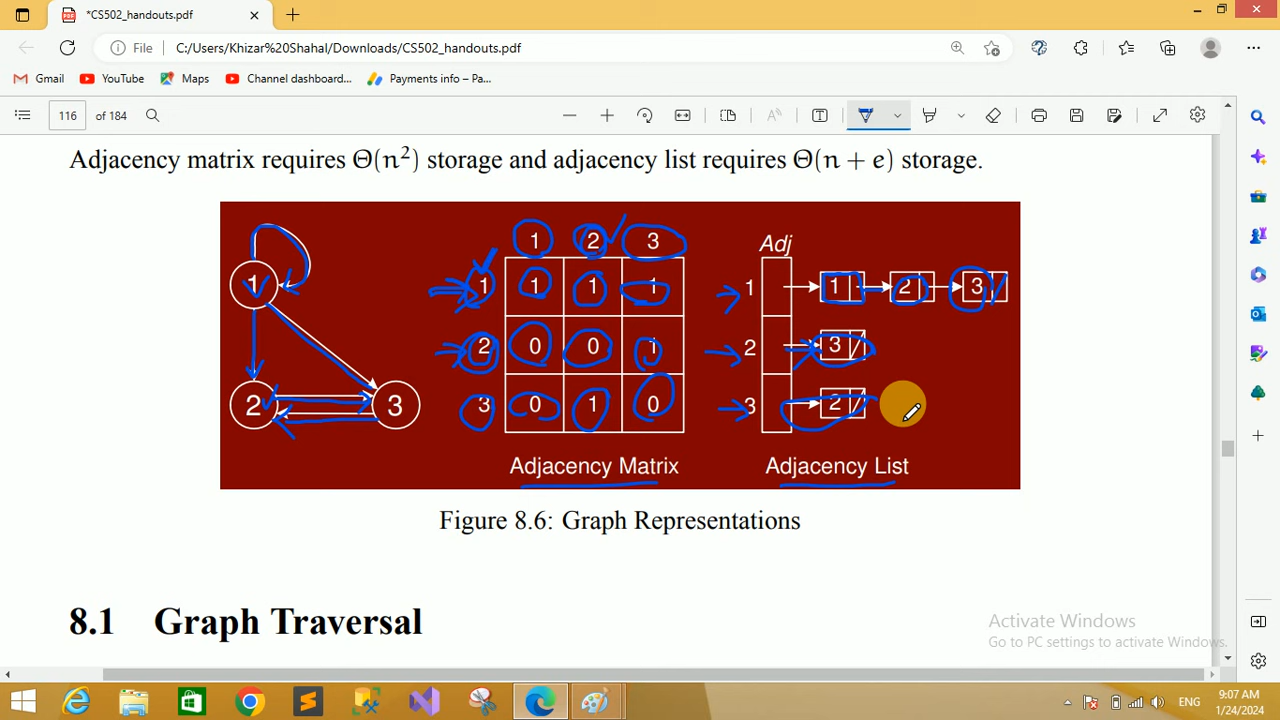 *CS502_handouts.pdf
File C:/Users/Khizar%20Shahal/Downloads/CS502_handouts.pdf
Gmail YouTube Maps Channel dashboard... Payments info – Pa...
116 of 184
Adjacency matrix requires Θ(n²) storage and adjacency list requires Θ(n + e) storage.
1 2 3 Adj
1 1 1 1 1 1 2 3
2 0 0 1 2 3
3 0 1 0 3 2
1
2 3
Adjacency Matrix Adjacency List
Figure 8.6: Graph Representations
8.1 Graph Traversal
Activate Windows
Go to PC settings to activate Windows.
ENG
9:07 AM
1/24/2024